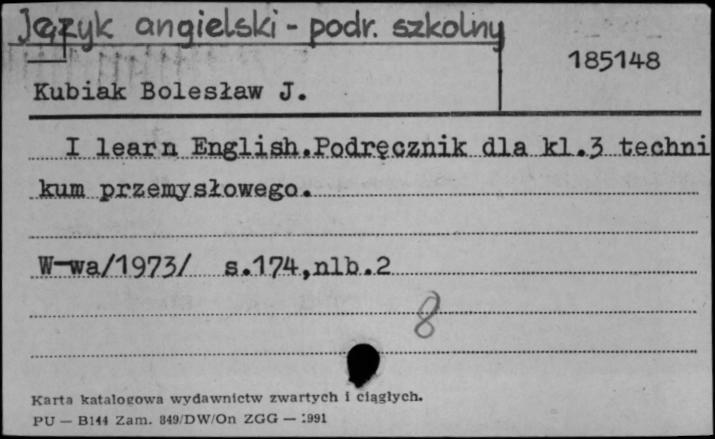 Język angielski - podr. szkolny
185148
Kubiak Bolesław J.
I learn English.Podręcznik dla kl.3 techni
kum przemysłowego.
W-wa/1973/ s.174,nlb.2
8
Karta katalogowa wydawnictw zwartych i ciągłych.
PU — B144 Zam. 849/DW/On ZGG — 1991